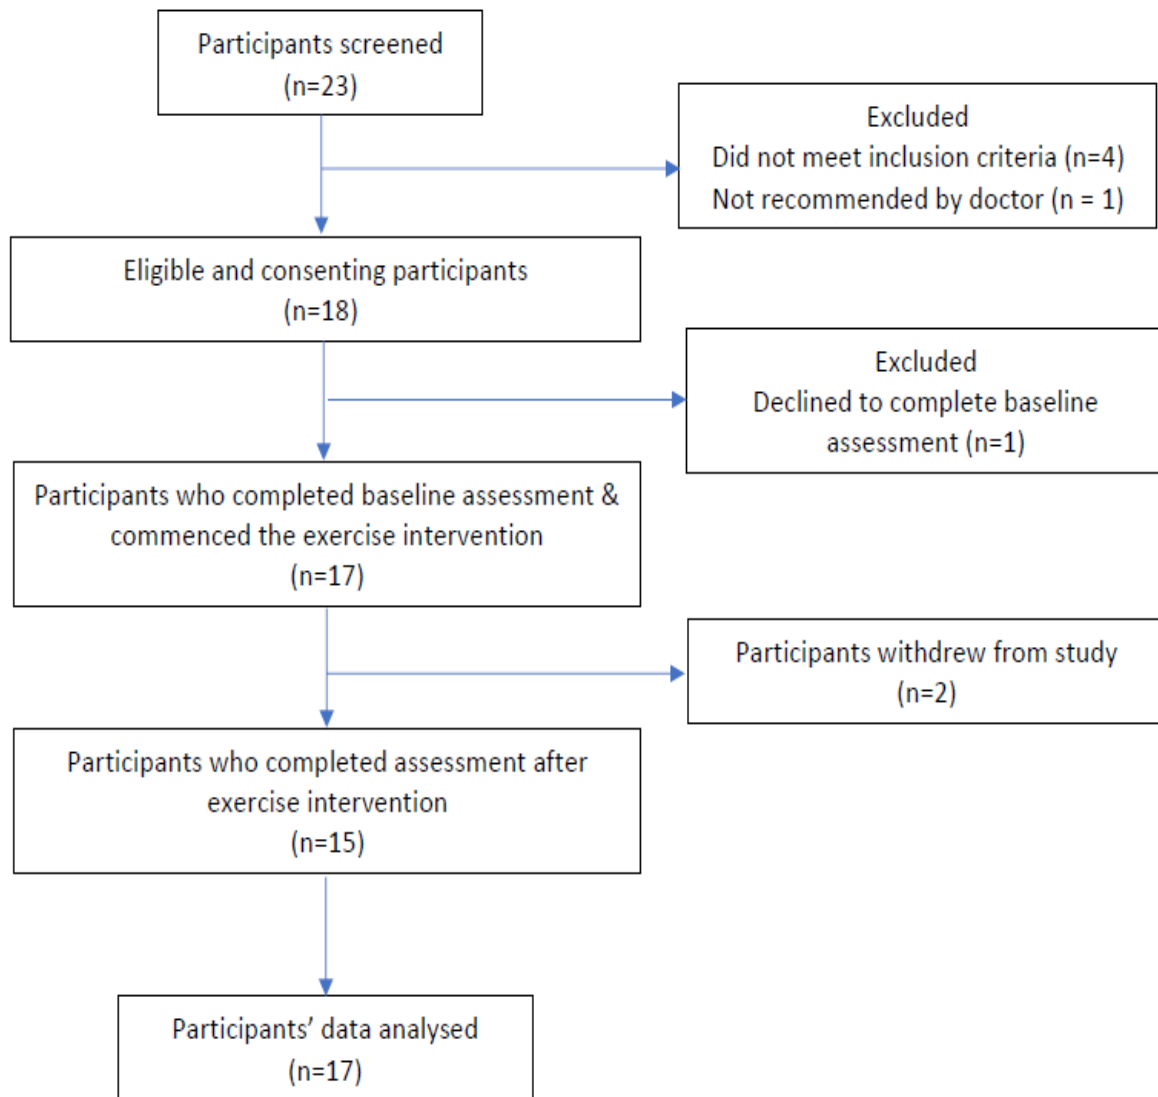 Participants screened
(n=23)
Excluded
Did not meet inclusion criteria (n=4)
Not recommended by doctor (n = 1)
Eligible and consenting participants
(n=18)
Excluded
Declined to complete baseline
assessment (n=1)
Participants who completed baseline assessment &
commenced the exercise intervention
(n=17)
Participants withdrew from study
(n=2)
Participants who completed assessment after
exercise intervention
(n=15)
Participants’ data analysed
(n=17)